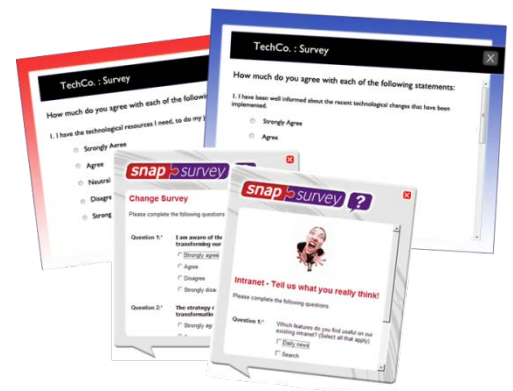 TechCo. : Survey
How much do you agree with each of the
1. I have the technological resources I need, to do my
Strongly Agree
Agree
Neutral
Strong
TechCo. : Survey
X
How much do you agree with each of the following statements:
1. I have been well informed about the recent technological changes that have been
implemented.
Strongly Agree
Agree
snap survey ?
Change Survey
Please complete the following questions
Question 1:*
I am aware of the
transforming our
Strongly agree
Agree
Disagree
Strongly disa
Question 2:*
The strategy
transformatio
Strongly ag
snap survey ?
Intranet - Tell us what you really think!
Please complete the following questions.
Question 1:*
Which features do you find useful on our
existing intranet? (Select all that apply)
Daily news
Search